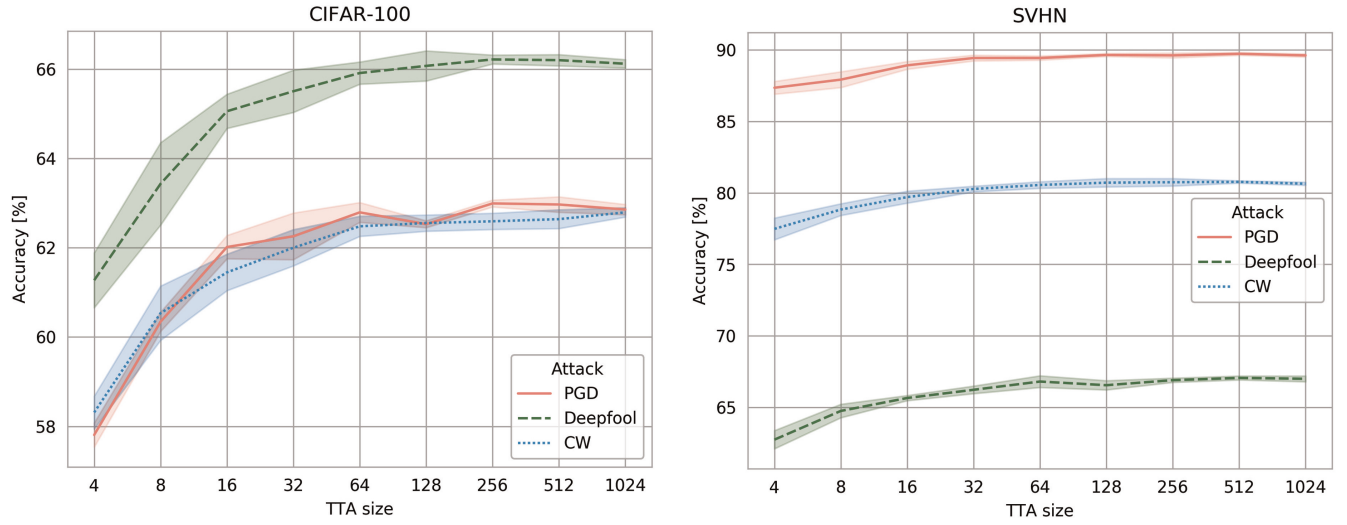 CIFAR-100
Accuracy [%]
66
64
62
60
58
4 8 16 32 64 128 256 512 1024
TTA size
Attack
PGD
Deepfool
CW
SVHN
Accuracy [%]
90
85
80
75
70
65
4 8 16 32 64 128 256 512 1024
TTA size
Attack
PGD
Deepfool
CW